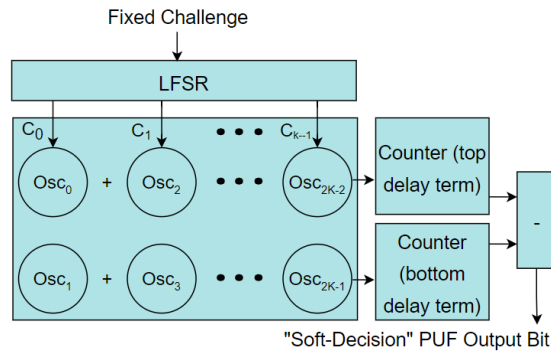 Fixed Challenge
LFSR
C0 C1 • • • Ck--1
Osc0 + Osc2 • • • Osc2K-2
Counter (top
delay term)
-
Osc1 + Osc3 • • • Osc2K-1
Counter
(bottom
delay term)
"Soft-Decision" PUF Output Bit